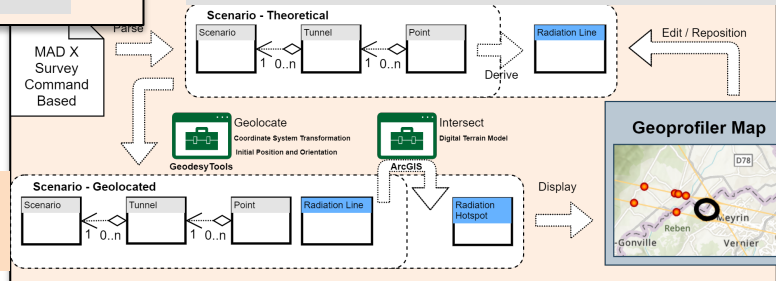 Scenario - Theoretical
Parse
MAD X
Survey
Command
Based
Scenario
Tunnel
Point
1 0..n
1 0..n
Derive
Radiation Line
Edit / Reposition
Geolocate
Coordinate System Transformation
Initial Position and Orientation
GeodesyTools
Intersect
Digital Terrain Model
ArcGIS
Scenario - Geolocated
Scenario
Tunnel
Point
Radiation Line
1 0..n
1 0..n
Radiation
Hotspot
Display
Geoprofiler Map
D78
Meyrin
Reben
-Gonville
Vernier